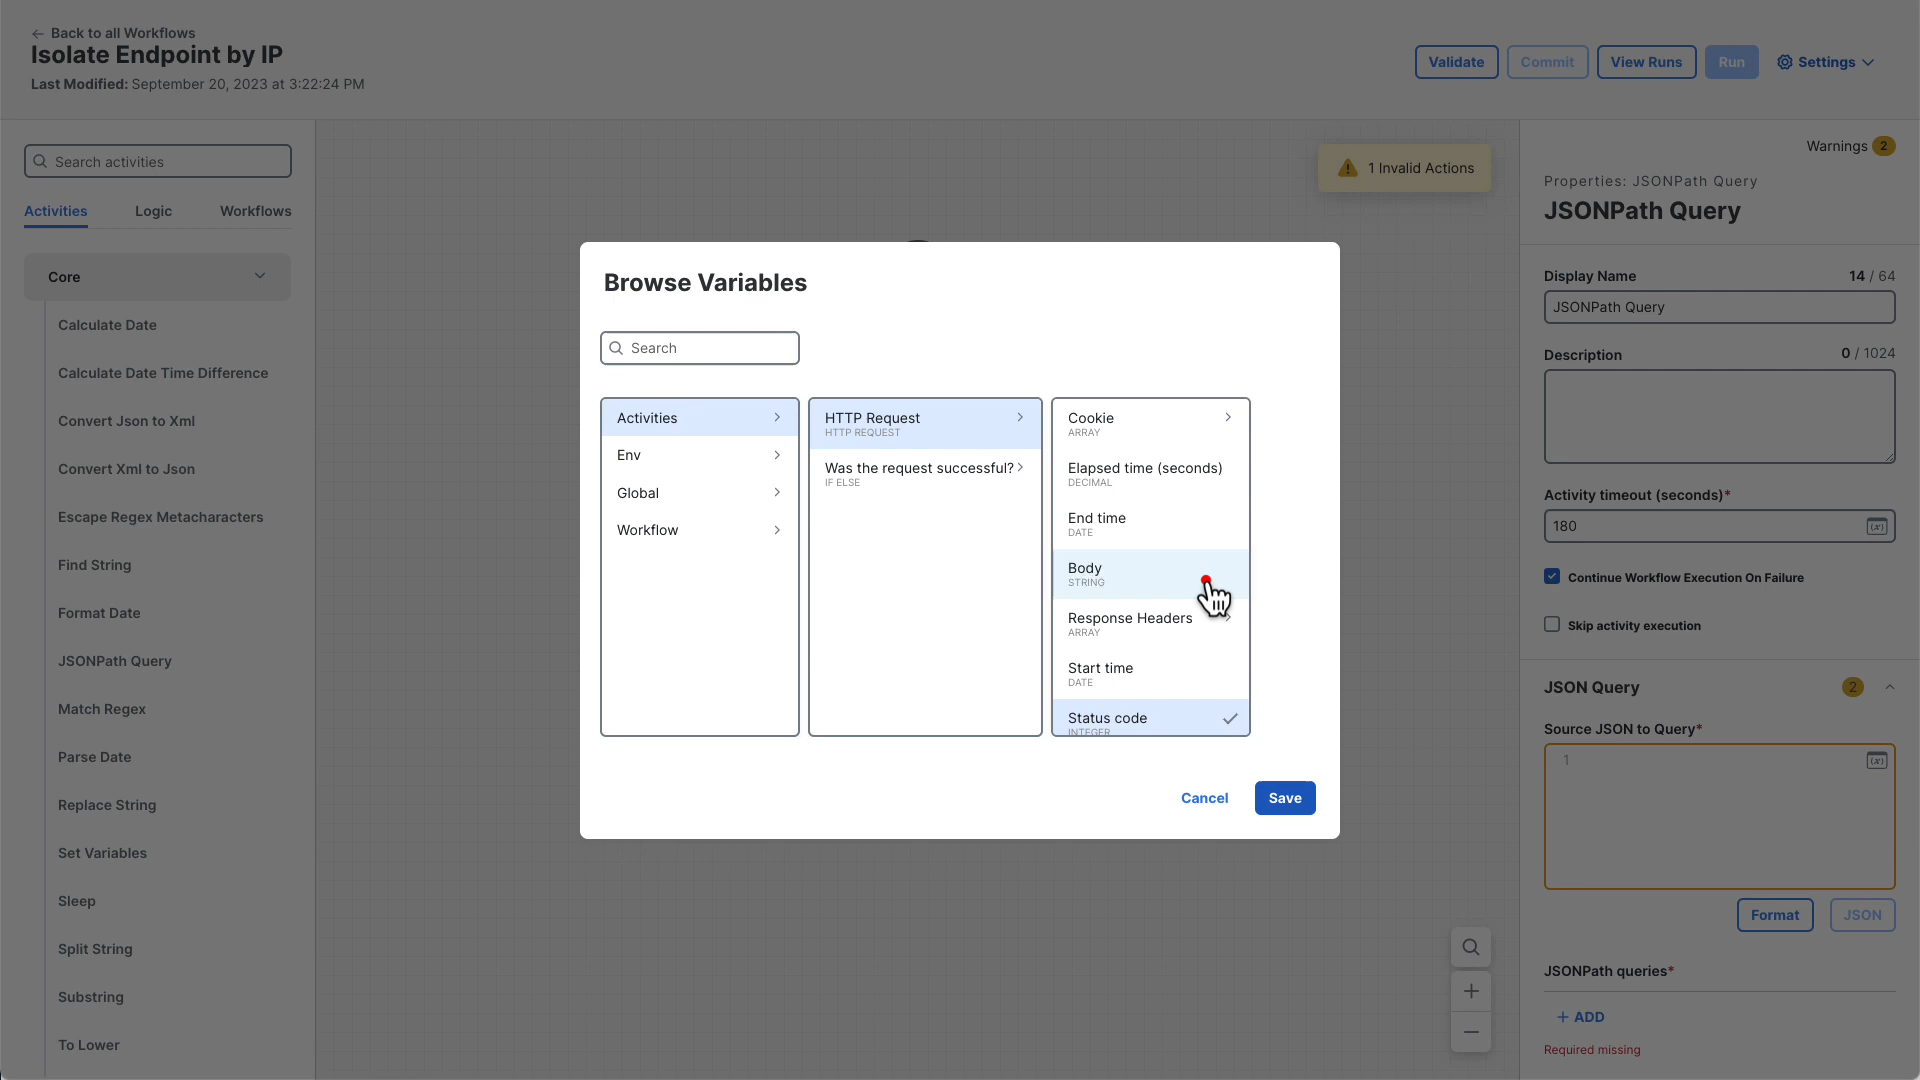 Back to all Workflows
Isolate Endpoint by IP
Last Modified: September 20, 2023 at 3:22:24 PM
Validate
Commit
View Runs
Run
Settings
Search activities
Activities
Logic
Workflows
Core
Calculate Date
Calculate Date Time Difference
Convert Json to Xml
Convert Xml to Json
Escape Regex Metacharacters
Find String
Format Date
JSONPath Query
Match Regex
Parse Date
Replace String
Set Variables
Sleep
Split String
Substring
To Lower
1 Invalid Actions
Browse Variables
Search
Activities
Env
Global
Workflow
HTTP Request
HTTP REQUEST
Was the request successful?
IF ELSE
Cookie
ARRAY
Elapsed time (seconds)
DECIMAL
End time
DATE
Body
STRING
Response Headers
ARRAY
Start time
DATE
Status code
INTEGER
Cancel
Save
Warnings 2
Properties: JSONPath Query
JSONPath Query
Display Name 14 / 64
JSONPath Query
Description 0 / 1024
Activity timeout (seconds)*
180 (x)
Continue Workflow Execution On Failure
Skip activity execution
JSON Query 2
Source JSON to Query*
1 (x)
Format
JSON
JSONPath queries*
+ ADD
Required missing